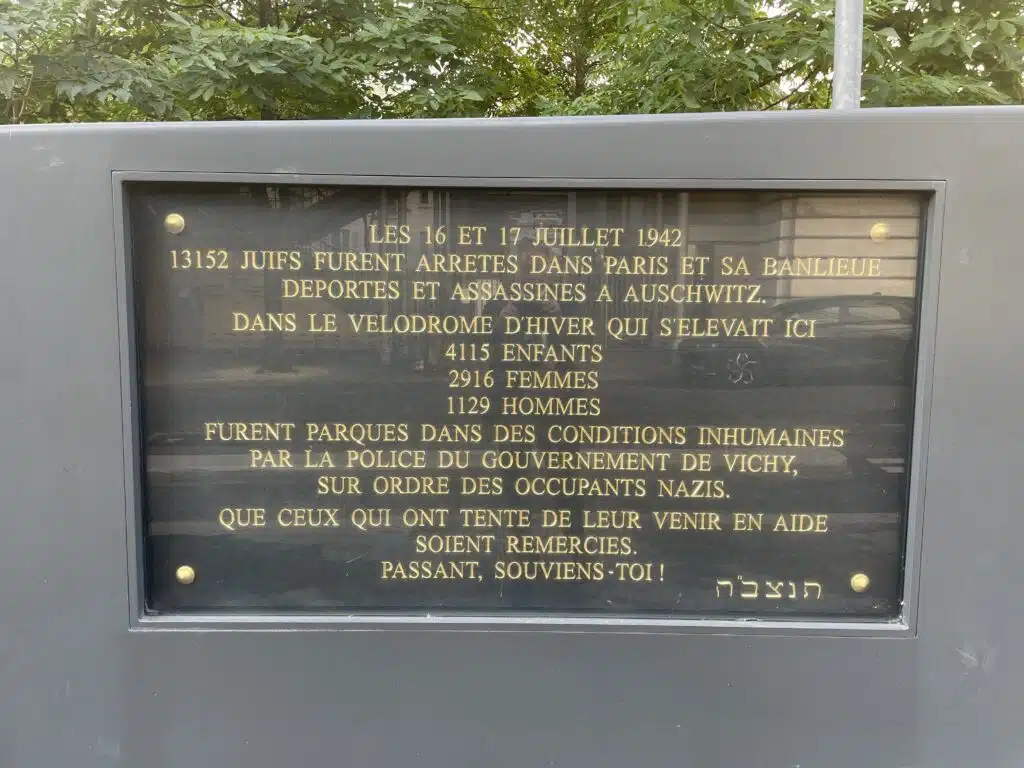 LES 16 ET 17 JUILLET 1942
13152 JUIFS FURENT ARRETES DANS PARIS ET SA BANLIEUE
DEPORTES ET ASSASSINES A AUSCHWITZ.
DANS LE VELODROME D'HIVER QUI S'ELEVAIT ICI
4115 ENFANTS
2916 FEMMES
1129 HOMMES
FURENT PARQUES DANS DES CONDITIONS INHUMAINES
PAR LA POLICE DU GOUVERNEMENT DE VICHY,
SUR ORDRE DES OCCUPANTS NAZIS.
QUE CEUX QUI ONT TENTE DE LEUR VENIR EN AIDE
SOIENT REMERCIES.
PASSANT, SOUVIENS-TOI !
תנצב"ה